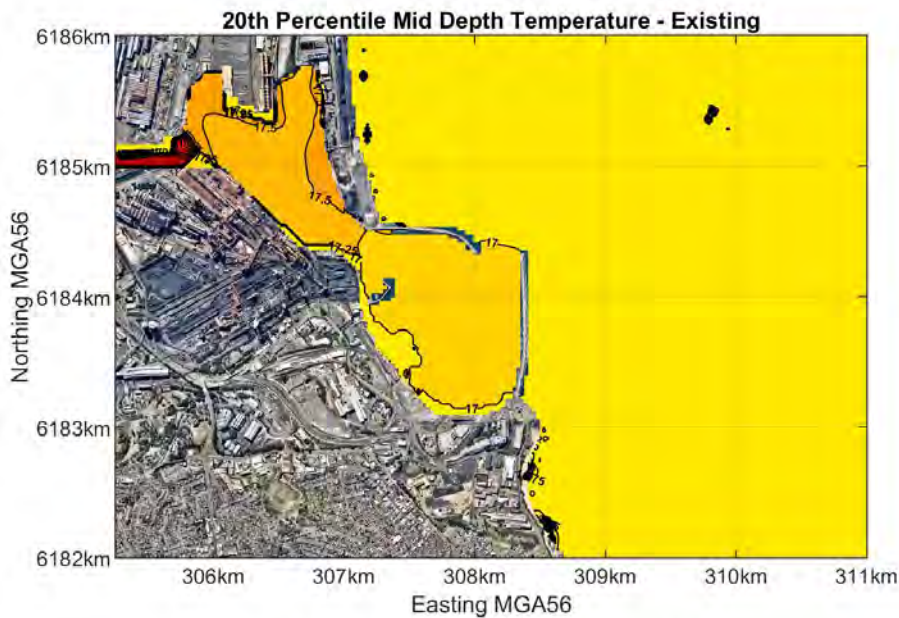 20th Percentile Mid Depth Temperature - Existing
6186km
6185km
6184km
6183km
6182km
Northing MGA56
17.5
17.25
17
17
17
306km
307km
308km
309km
310km
311km
Easting MGA56